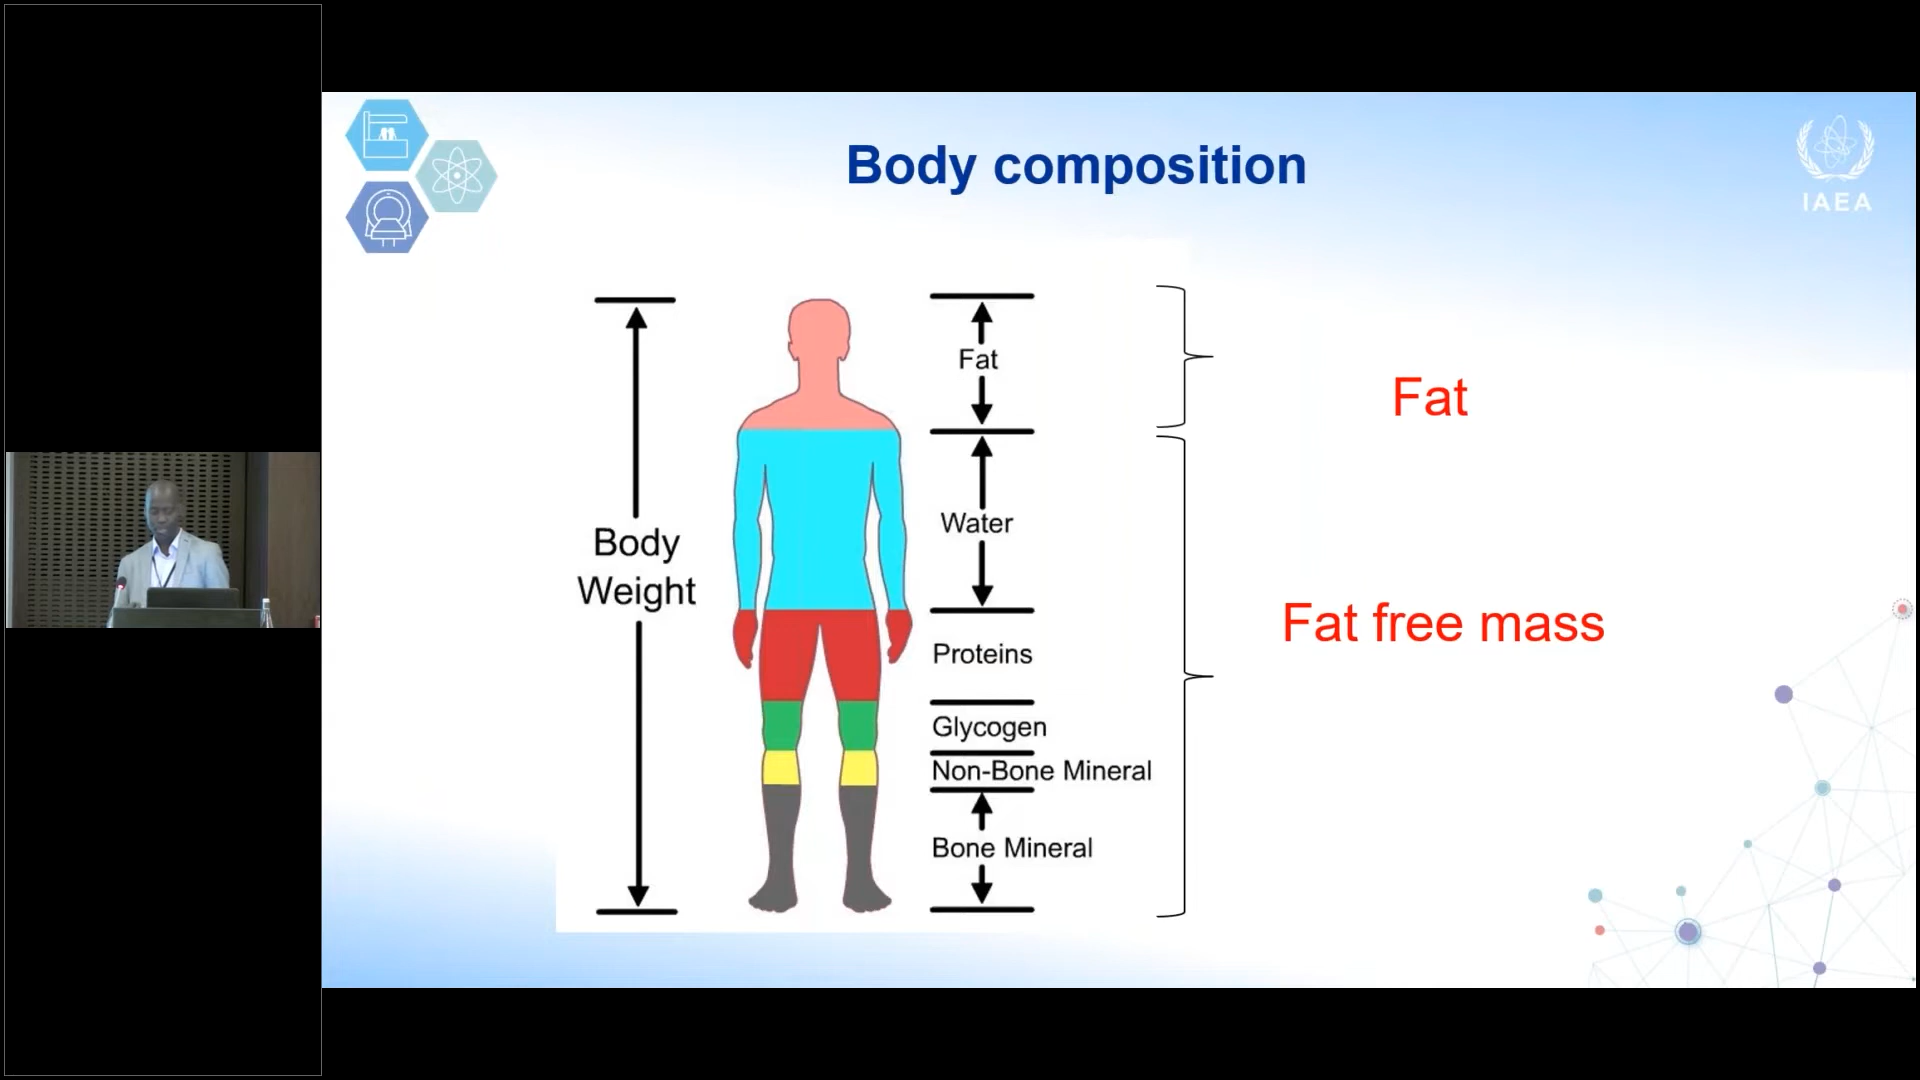 Body composition
IAEA
Body
Weight
Fat
Water
Proteins
Glycogen
Non-Bone Mineral
Bone Mineral
Fat
Fat free mass